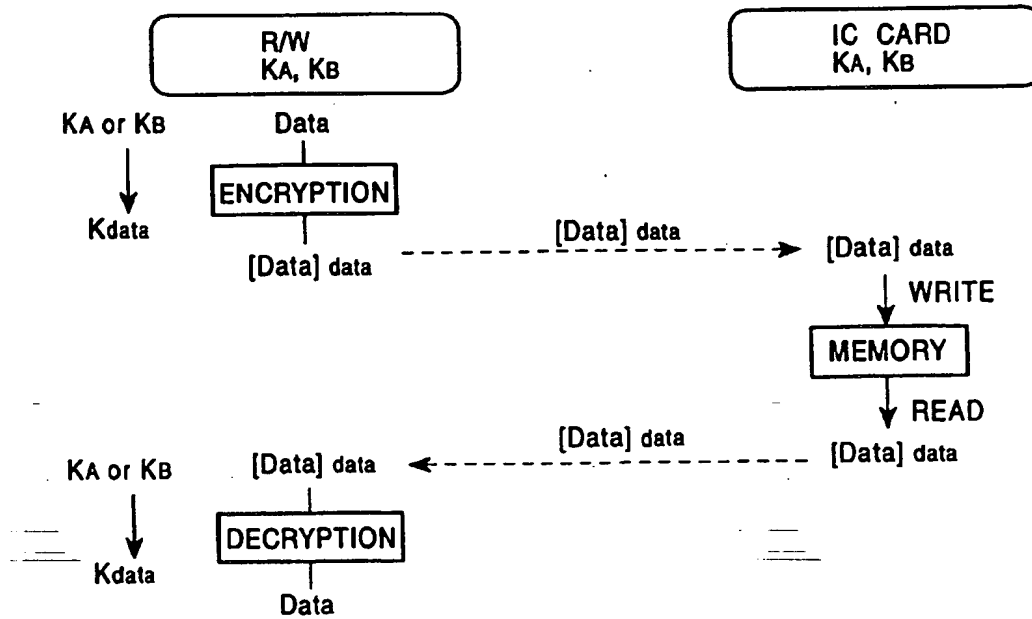 R/W
KA, KB
IC CARD
KA, KB
KA or KB
Data
ENCRYPTION
Kdata
[Data] data
[Data] data
[Data] data
WRITE
MEMORY
READ
[Data] data
[Data] data
[Data] data
KA or KB
DECRYPTION
Kdata
Data